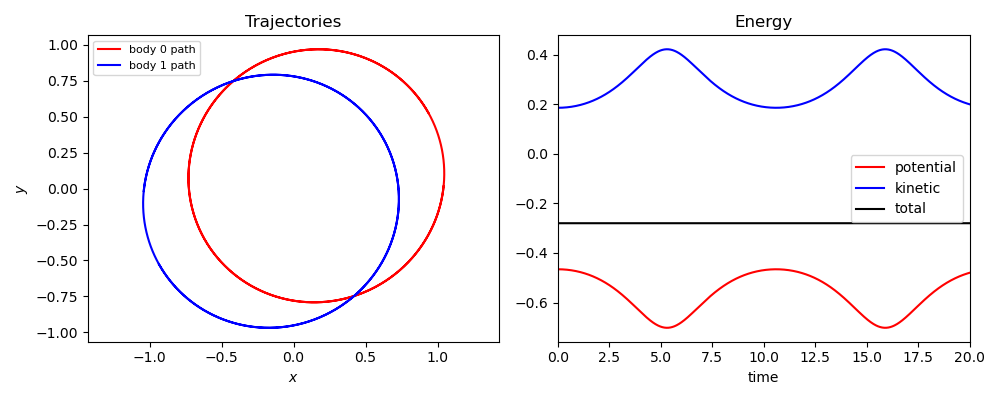 Trajectories
body 0 path
body 1 path
1.00
0.75
0.50
0.25
0.00
−0.25
−0.50
−0.75
−1.00
y
−1.0 −0.5 0.0 0.5 1.0
x
Energy
0.4
0.2
0.0
−0.2
−0.4
−0.6
potential
kinetic
total
0.0 2.5 5.0 7.5 10.0 12.5 15.0 17.5 20.0
time